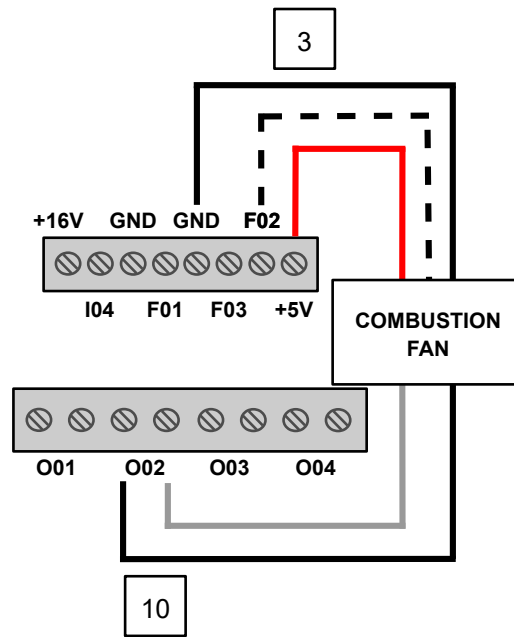 3
+16V GND GND F02
I04 F01 F03 +5V
COMBUSTION
FAN
O01 O02 O03 O04
10